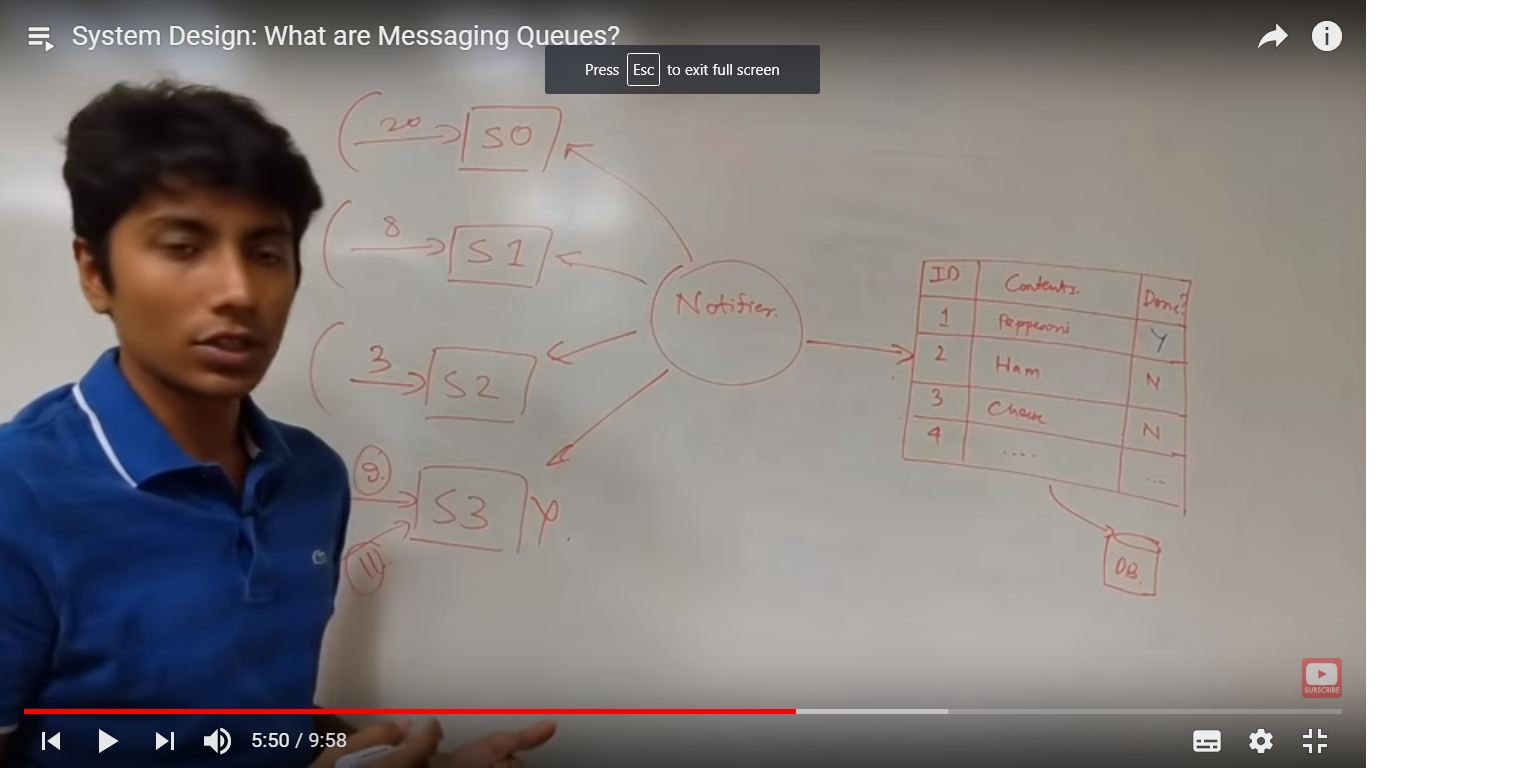 System Design: What are Messaging Queues?
Press Esc to exit full screen
20
S0
8
S1
3
S2
9.
S3
11.
Notifier.
ID Contents. Done?
1 Pepperoni Y
2 Ham N
3 Cheese N
4 .... ...
DB.
SUBSCRIBE
5:50 / 9:58